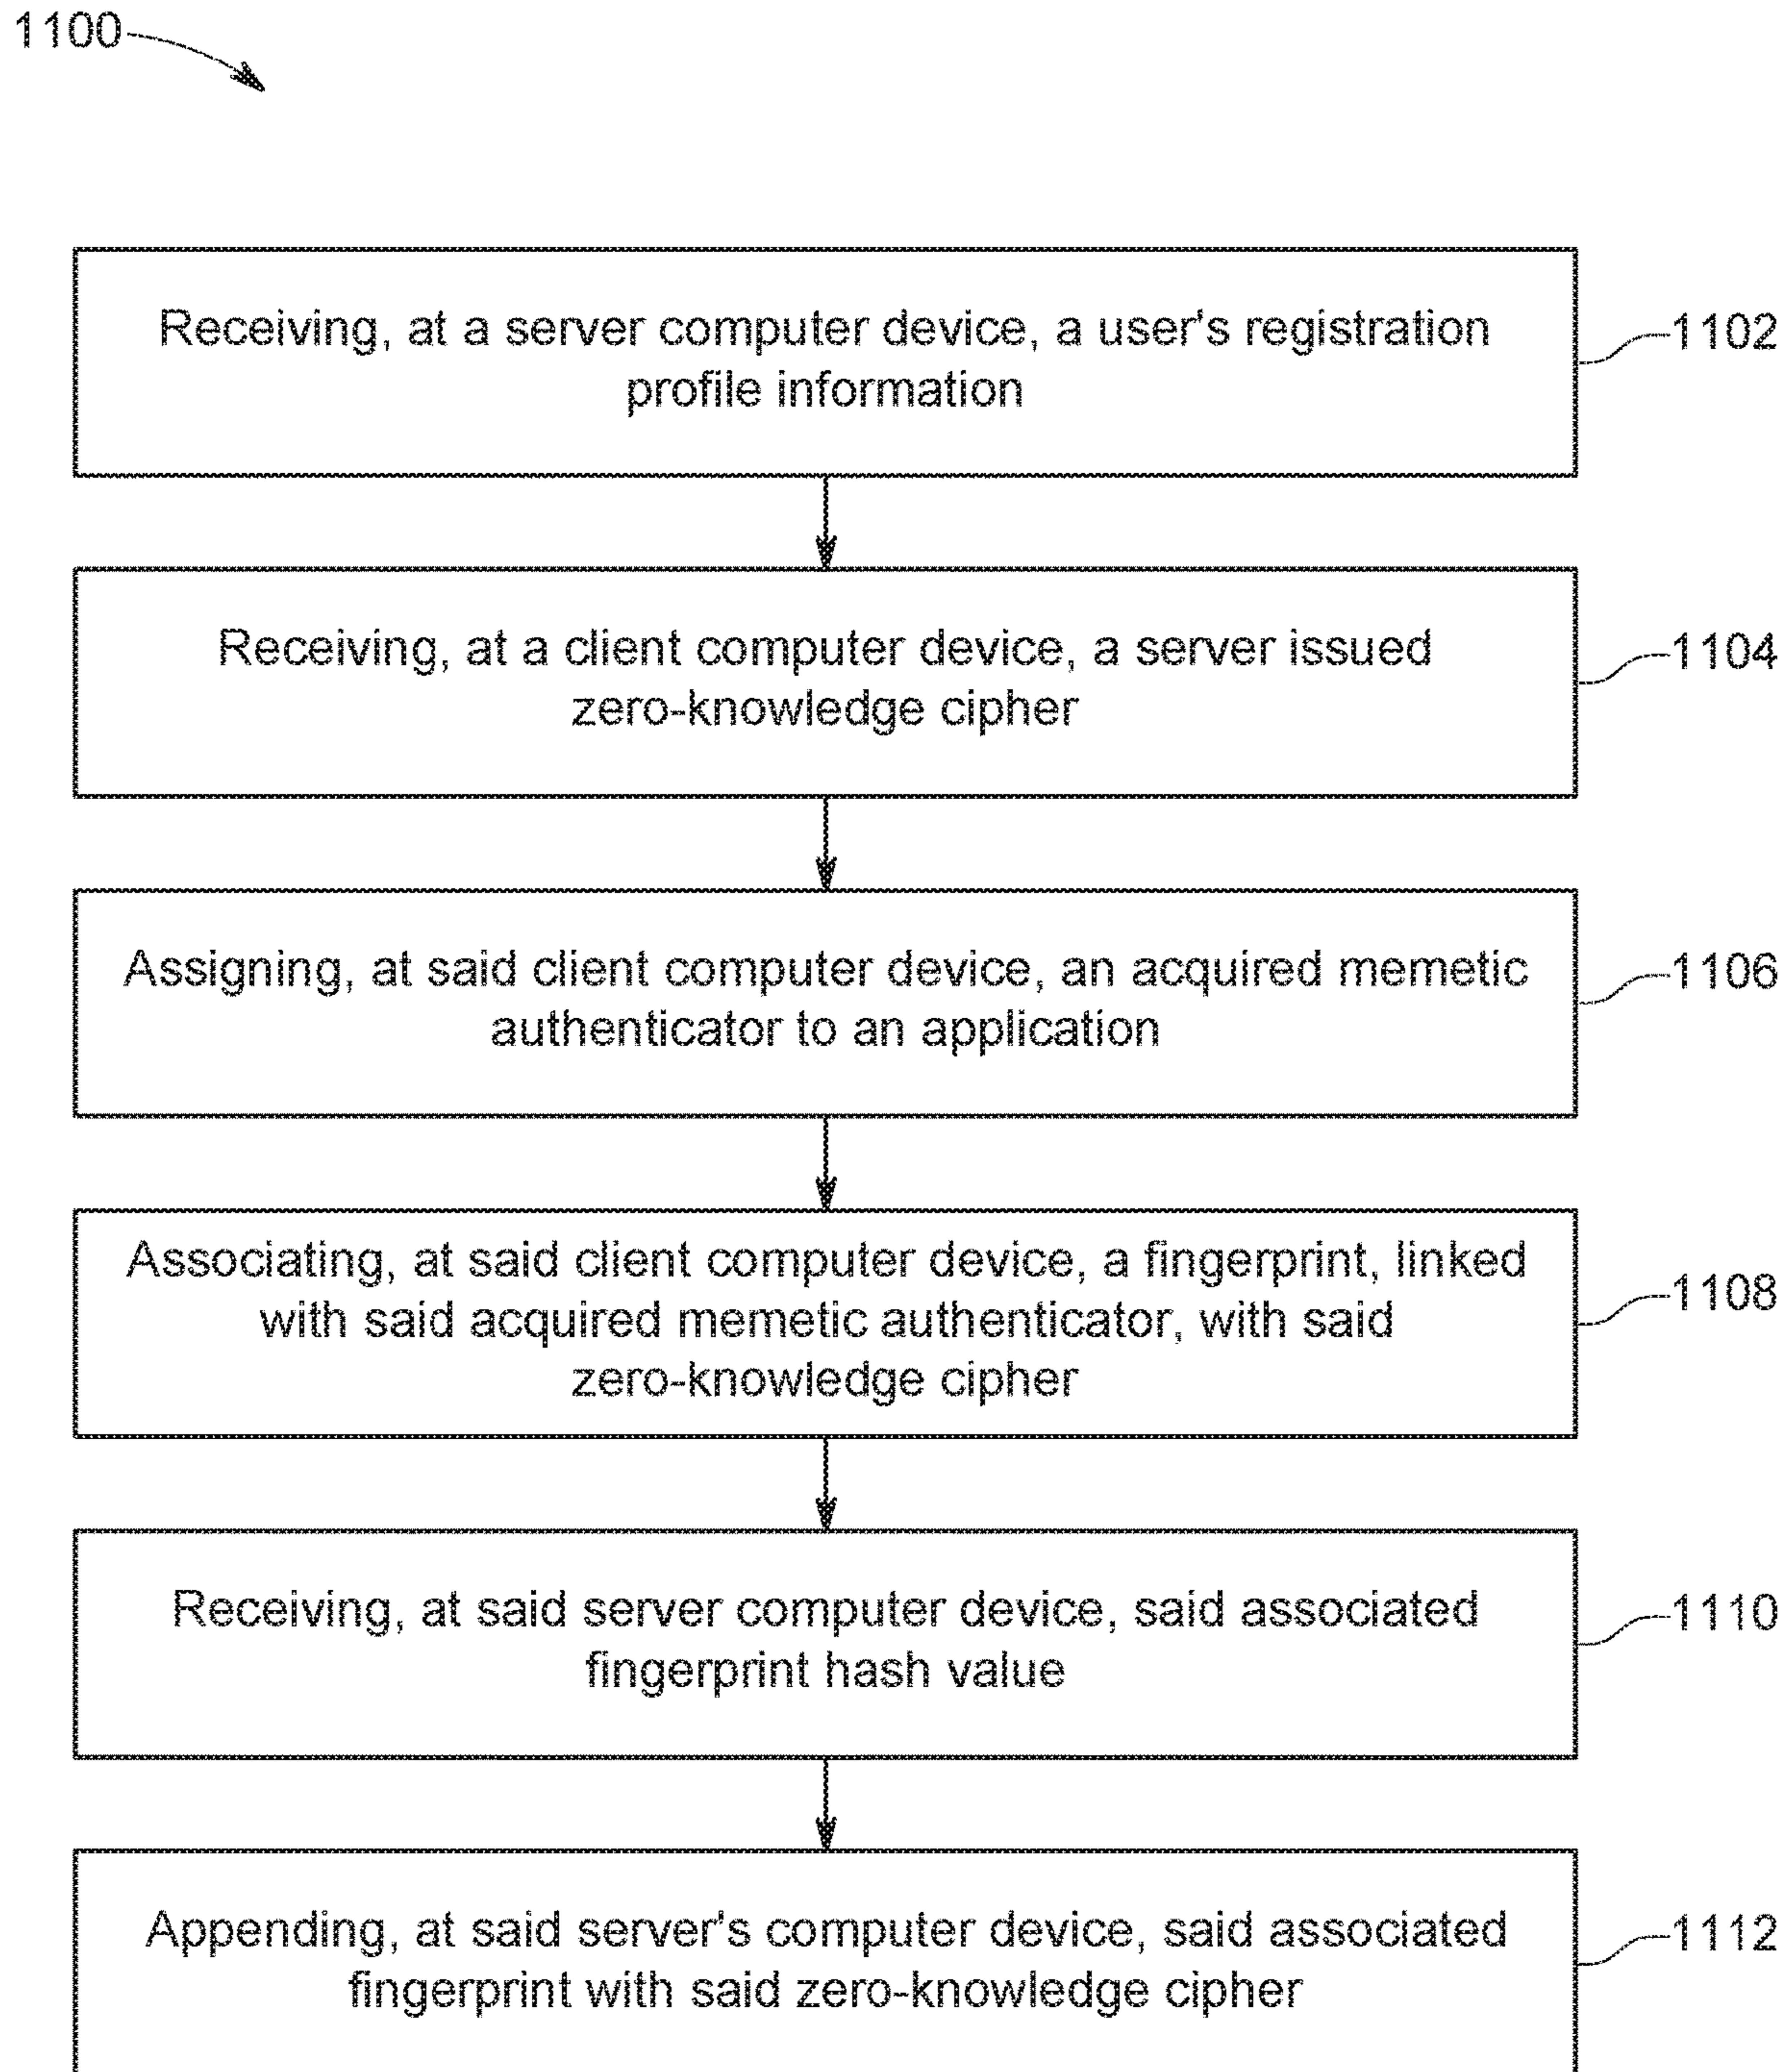 1100
Receiving, at a server computer device, a user's registration
profile information
1102
Receiving, at a client computer device, a server issued
zero-knowledge cipher
1104
Assigning, at said client computer device, an acquired memetic
authenticator to an application
1106
Associating, at said client computer device, a fingerprint, linked
with said acquired memetic authenticator, with said
zero-knowledge cipher
1108
Receiving, at said server computer device, said associated
fingerprint hash value
1110
Appending, at said server's computer device, said associated
fingerprint with said zero-knowledge cipher
1112